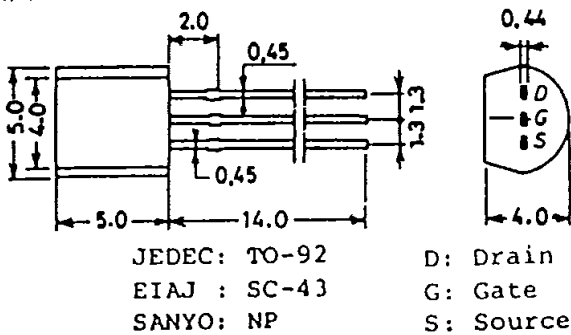 0.44
2.0
0,45
D
G
S
5.0
4.0
1.3
1.3
0.45
5.0
14.0
4.0
JEDEC: TO-92
EIAJ : SC-43
SANYO: NP
D: Drain
G: Gate
S: Source